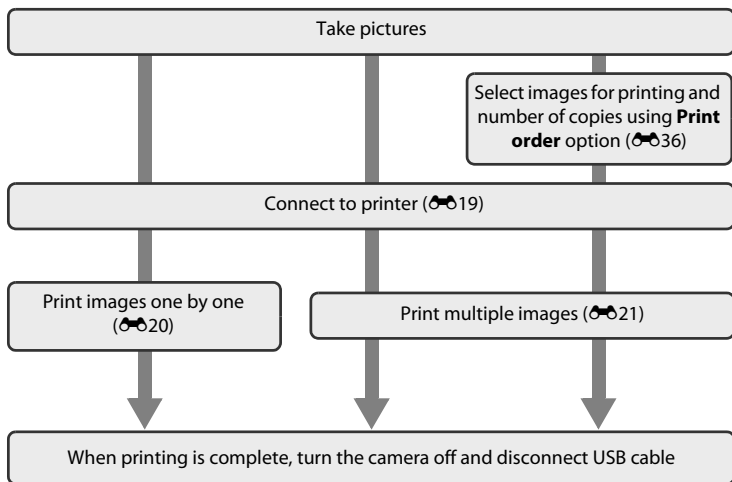 Take pictures
Select images for printing and
number of copies using Print
order option (36)
Connect to printer (19)
Print images one by one
(20)
Print multiple images (21)
When printing is complete, turn the camera off and disconnect USB cable